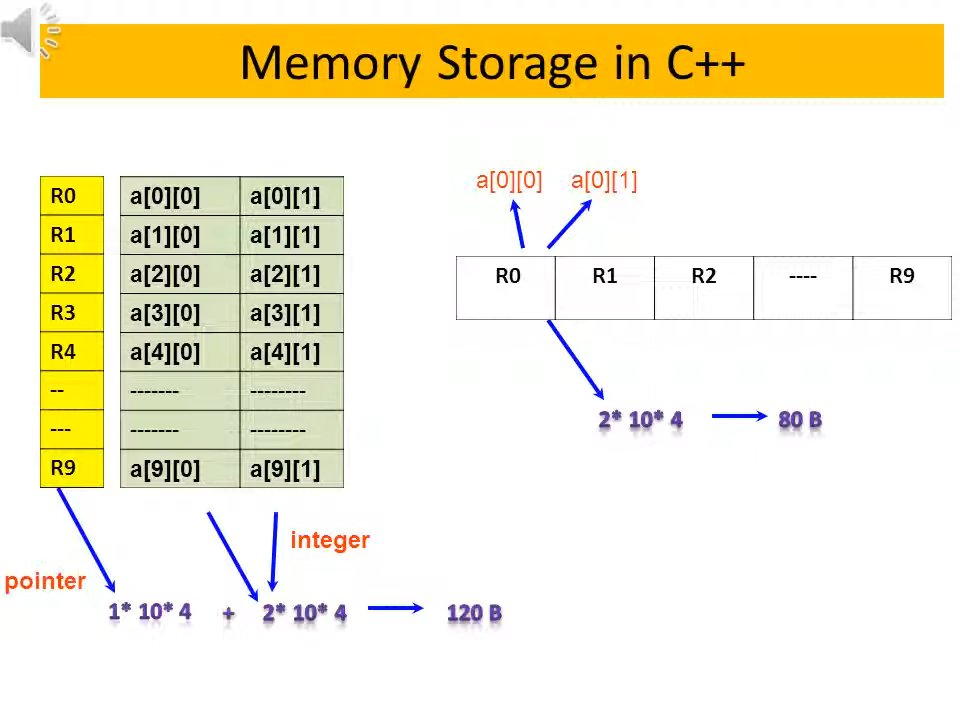 Memory Storage in C++
R0 a[0][0] a[0][1]
R1 a[1][0] a[1][1]
R2 a[2][0] a[2][1]
R3 a[3][0] a[3][1]
R4 a[4][0] a[4][1]
-- ------- --------
--- ------- --------
R9 a[9][0] a[9][1]
integer
pointer
1* 10* 4 + 2* 10* 4 120 B
a[0][0] a[0][1]
R0 R1 R2 ---- R9
2* 10* 4 80 B